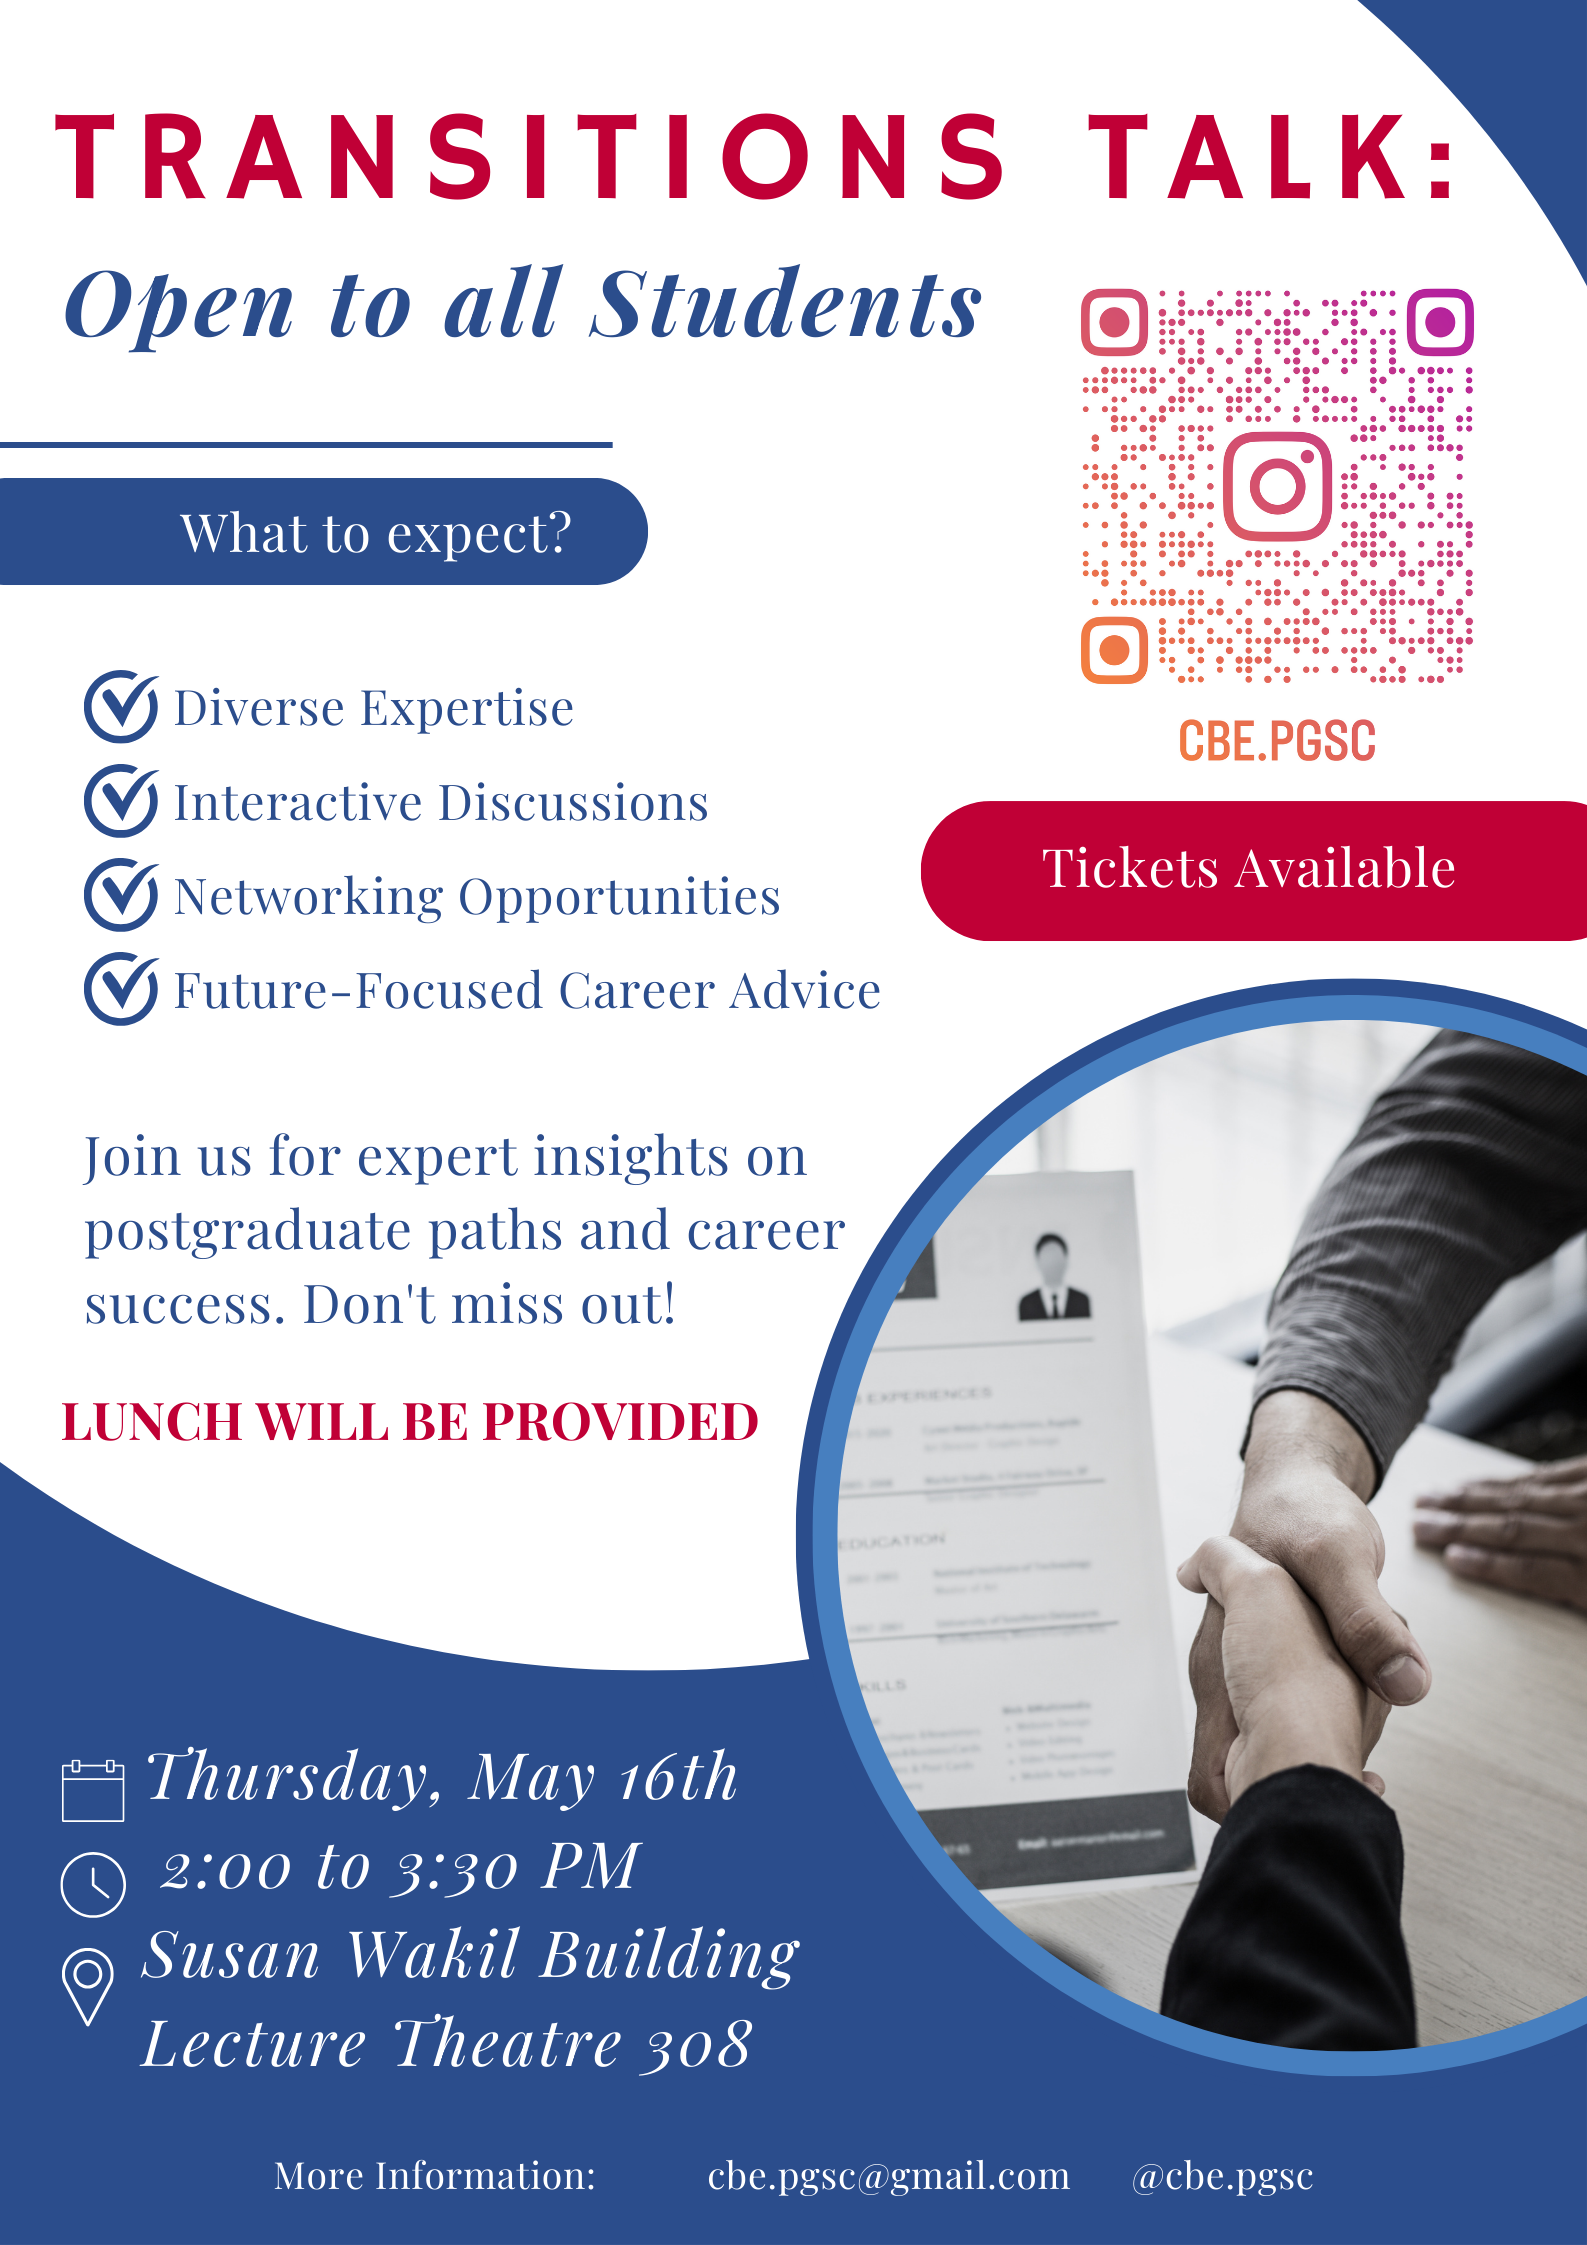 TRANSITIONS TALK:
Open to all Students
What to expect?
CBE.PGSC
Diverse Expertise
Interactive Discussions
Networking Opportunities
Future-Focused Career Advice
Tickets Available
Join us for expert insights on
postgraduate paths and career
success. Don't miss out!
LUNCH WILL BE PROVIDED
EXPERIENCES
EDUCATION
Thursday, May 16th
2:00 to 3:30 PM
Susan Wakil Building
Lecture Theatre 308
More Information: cbe.pgsc@gmail.com @cbe.pgsc